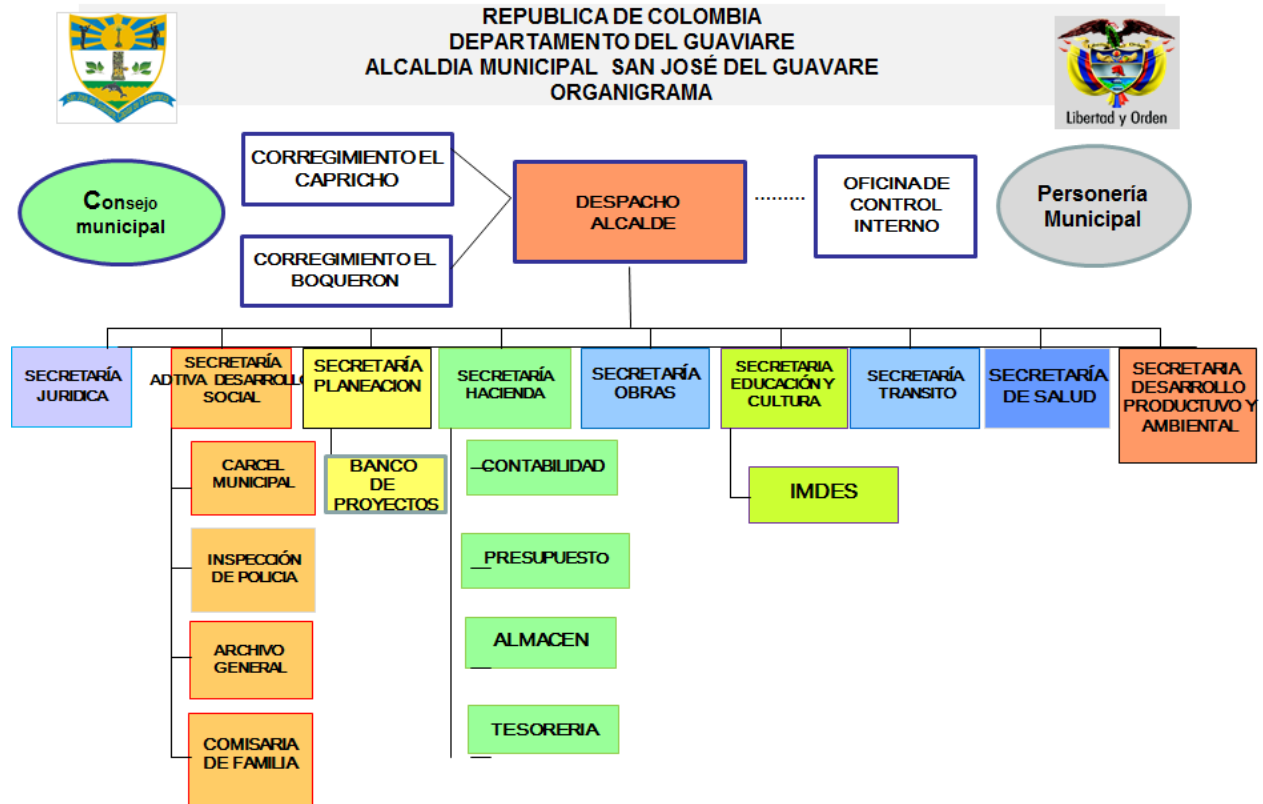 REPUBLICA DE COLOMBIA
DEPARTAMENTO DEL GUAVIARE
ALCALDIA MUNICIPAL SAN JOSÉ DEL GUAVARE
ORGANIGRAMA
Libertad y Orden
Consejo
municipal
CORREGIMIENTO EL
CAPRICHO
CORREGIMIENTO EL
BOQUERON
DESPACHO
ALCALDE
OFICINA DE
CONTROL
INTERNO
Personería
Municipal
SECRETARÍA
JURIDICA
SECRETARÍA
ADTIVA DESARROLLO
SOCIAL
SECRETARÍA
PLANEACION
SECRETARÍA
HACIENDA
SECRETARÍA
OBRAS
SECRETARIA
EDUCACIÓN Y
CULTURA
SECRETARÍA
TRANSITO
SECRETARÍA
DE SALUD
SECRETARIA
DESARROLLO
PRODUCTUVO Y
AMBIENTAL
CARCEL
MUNICIPAL
INSPECCIÓN
DE POLICIA
ARCHIVO
GENERAL
COMISARIA
DE FAMILIA
BANCO
DE
PROYECTOS
CONTABILIDAD
PRESUPUESTO
ALMACEN
TESORERIA
IMDES